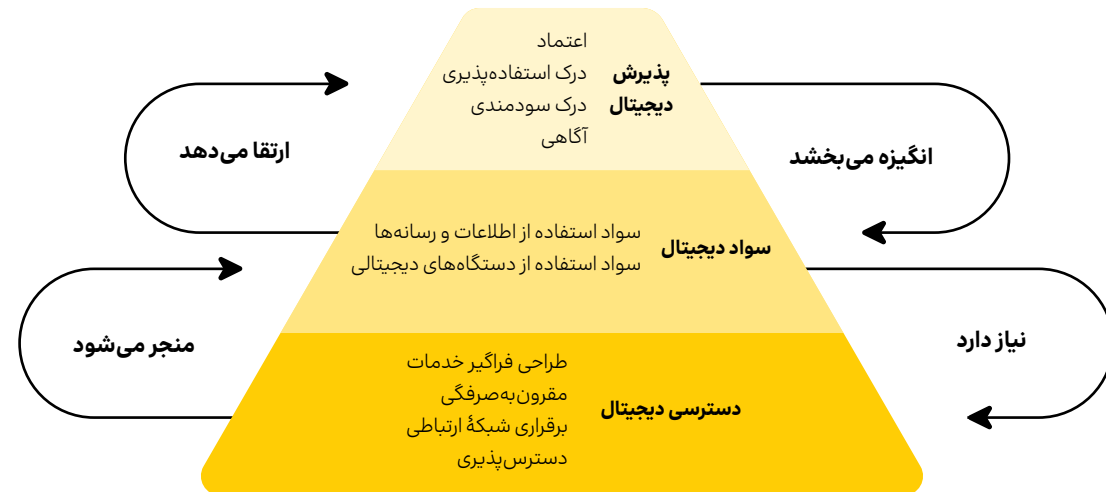 اعتماد
درک استفاده‌پذیری
درک سودمندی
آگاهی
پذیرش
دیجیتال
ارتقا می‌دهد
انگیزه می‌بخشد
سواد دیجیتال
سواد استفاده از اطلاعات و رسانه‌ها
سواد استفاده از دستگاه‌های دیجیتالی
منجر می‌شود
نیاز دارد
دسترسی دیجیتال
طراحی فراگیر خدمات
مقرون‌به‌صرفگی
برقراری شبکهٔ ارتباطی
دسترس‌پذیری